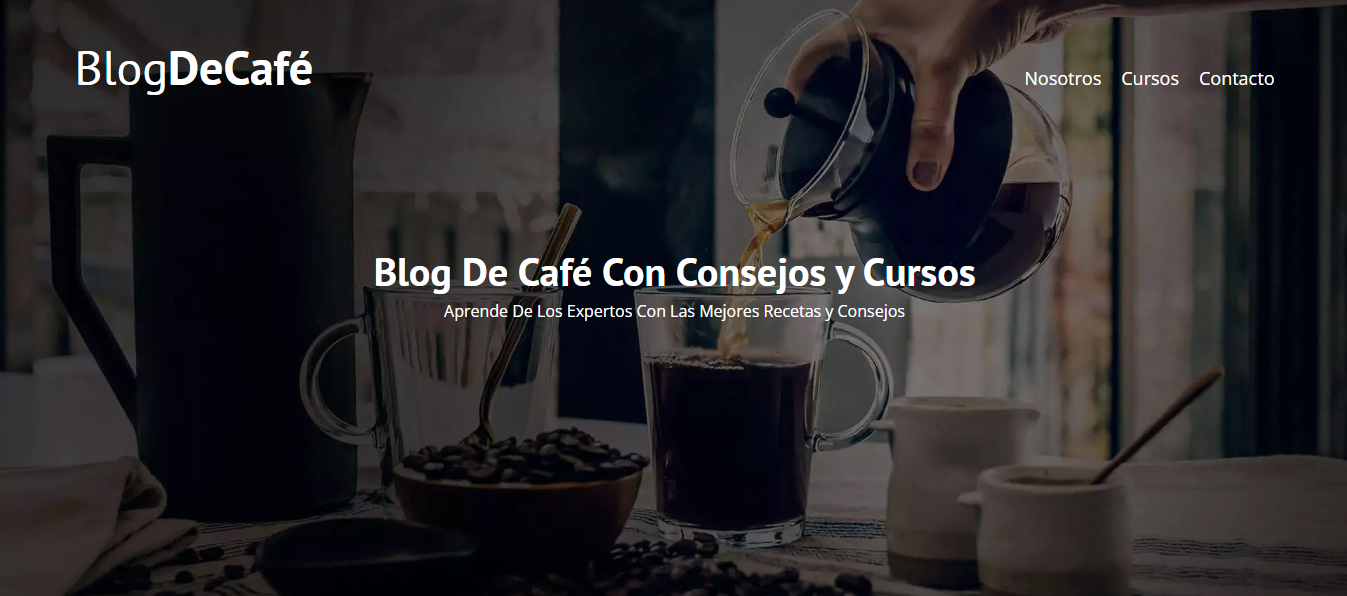 BlogDeCafé
Nosotros Cursos Contacto
Blog De Café Con Consejos y Cursos
Aprende De Los Expertos Con Las Mejores Recetas y Consejos